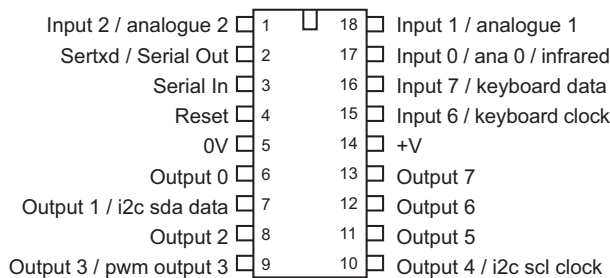 Input 2 / analogue 2 1 18 Input 1 / analogue 1
Sertxd / Serial Out 2 17 Input 0 / ana 0 / infrared
Serial In 3 16 Input 7 / keyboard data
Reset 4 15 Input 6 / keyboard clock
0V 5 14 +V
Output 0 6 13 Output 7
Output 1 / i2c sda data 7 12 Output 6
Output 2 8 11 Output 5
Output 3 / pwm output 3 9 10 Output 4 / i2c scl clock